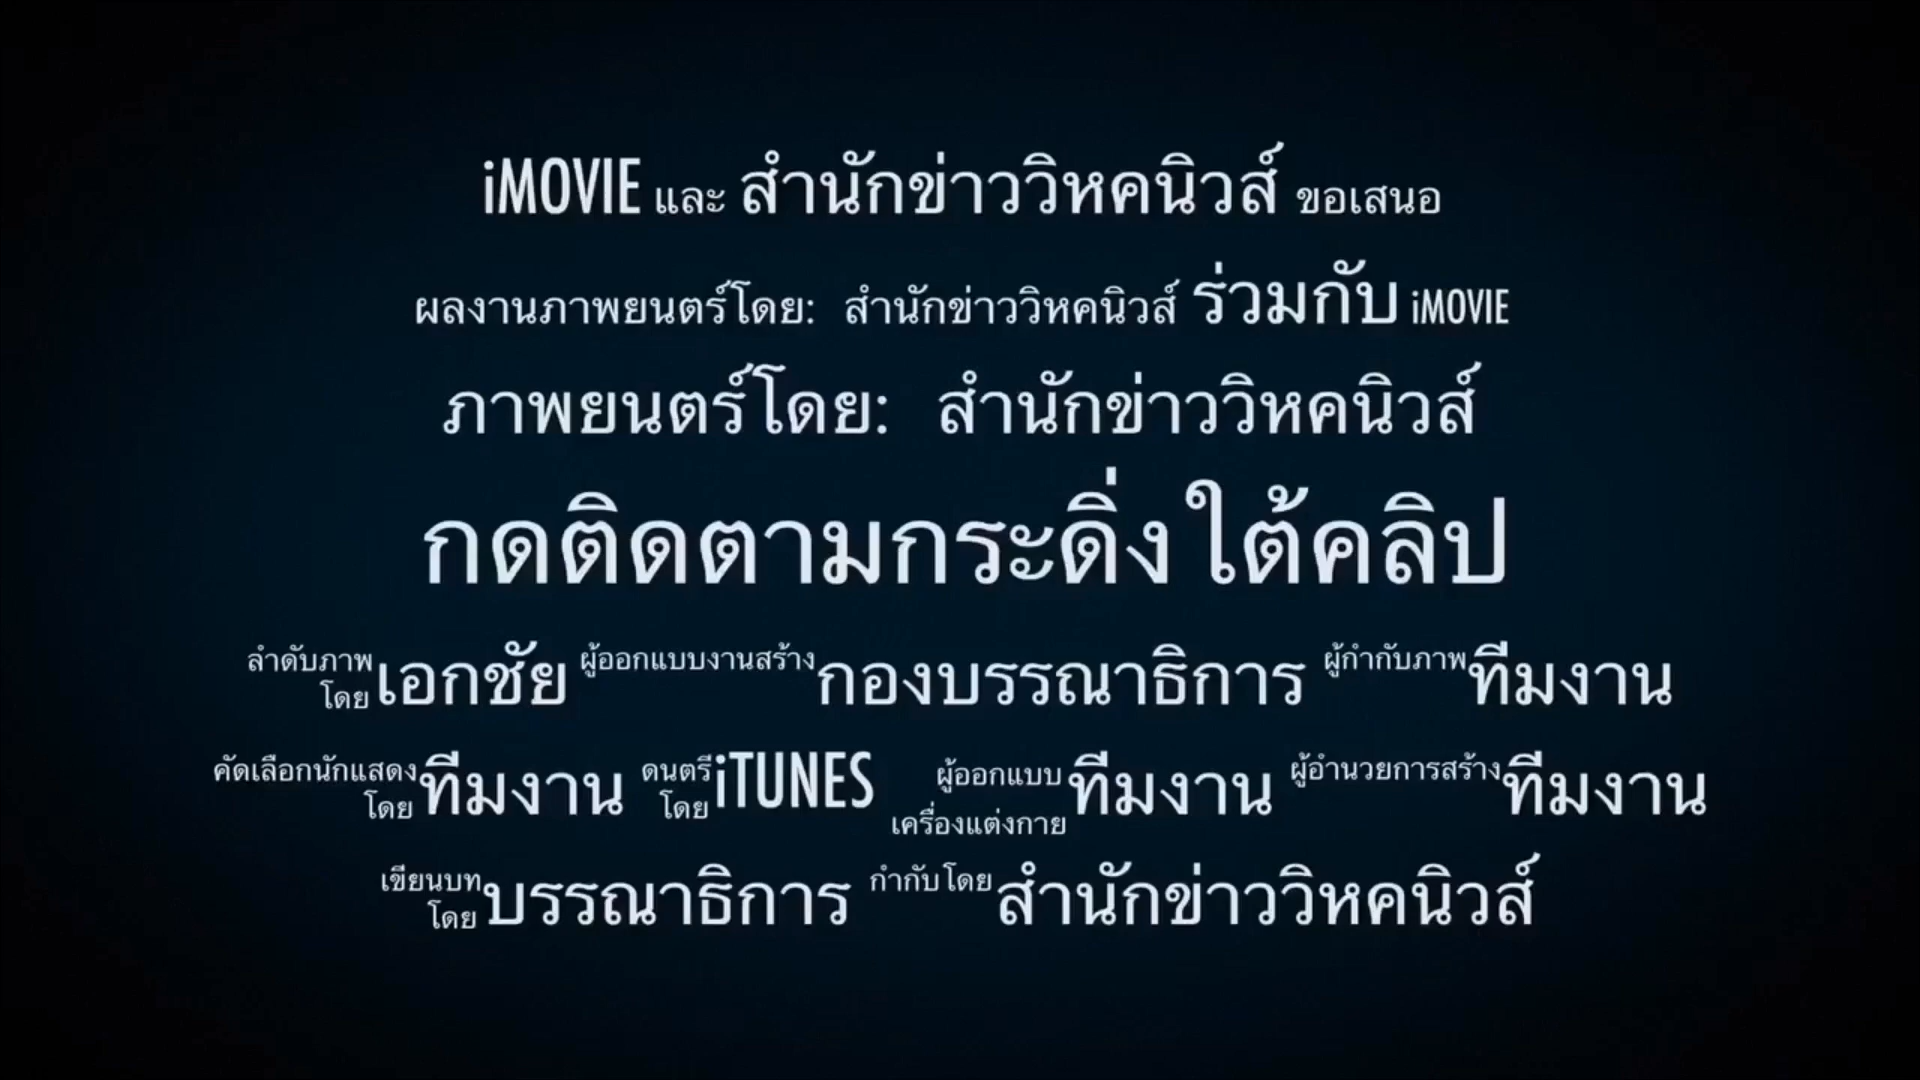 iMOVIE และ สำนักข่าววิหคนิวส์ ขอเสนอ
ผลงานภาพยนตร์โดย: สำนักข่าววิหคนิวส์ ร่วมกับ iMOVIE
ภาพยนตร์โดย: สำนักข่าววิหคนิวส์
กดติดตามกระดิ่งใต้คลิป
ลำดับภาพโดย เอกชัย ผู้ออกแบบงานสร้าง กองบรรณาธิการ ผู้กำกับภาพ ทีมงาน
คัดเลือกนักแสดงโดย ทีมงาน ดนตรีโดย iTUNES ผู้ออกแบบเครื่องแต่งกาย ทีมงาน ผู้อำนวยการสร้าง ทีมงาน
เขียนบทโดย บรรณาธิการ กำกับโดย สำนักข่าววิหคนิวส์